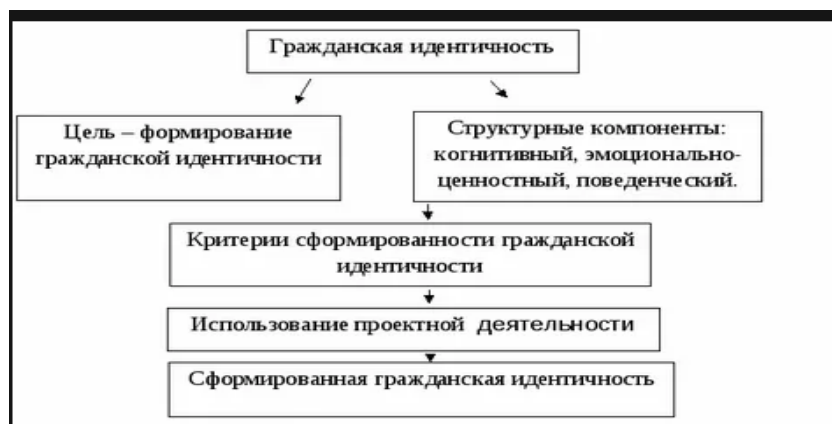 Гражданская идентичность
Цель – формирование
гражданской идентичности
Структурные компоненты:
когнитивный, эмоционально-
ценностный, поведенческий.
Критерии сформированности гражданской
идентичности
Использование проектной деятельности
Сформированная гражданская идентичность